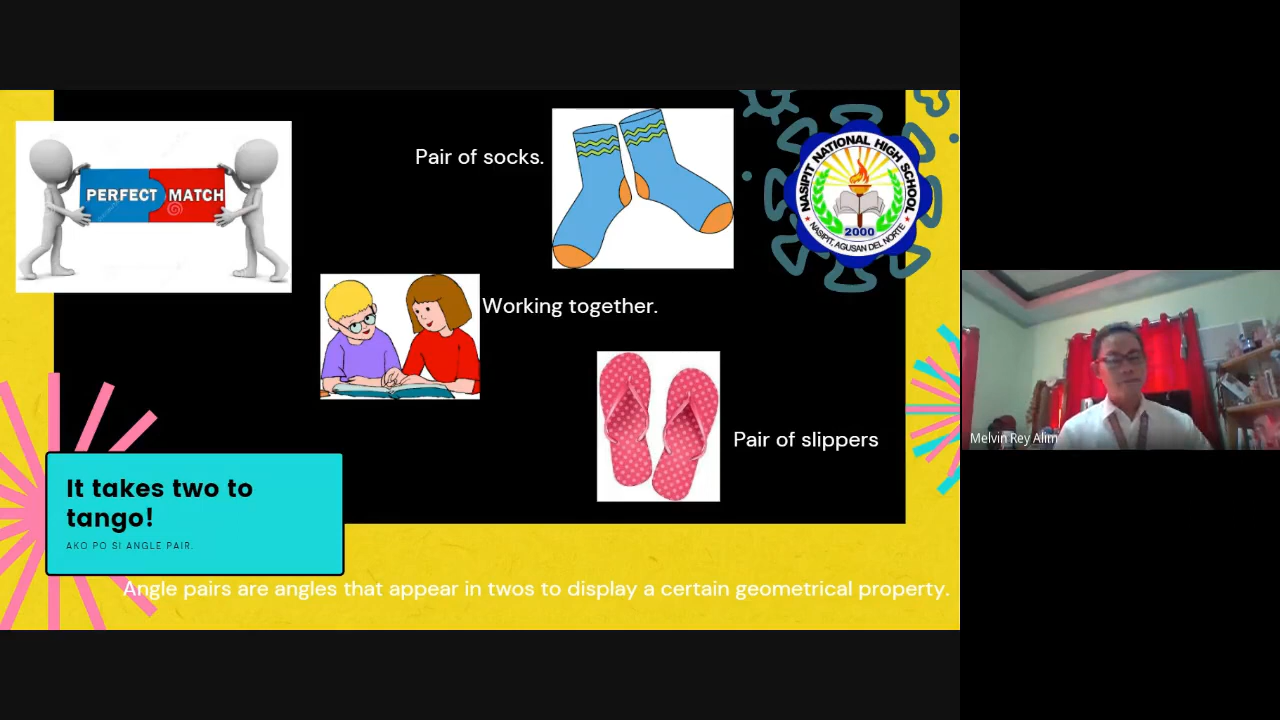 PERFECT MATCH
Pair of socks.
NASIPIT NATIONAL HIGH SCHOOL
2000
NASIPIT, AGUSAN DEL NORTE
Working together.
Pair of slippers
Melvin Rey Alim
It takes two to
tango!
AKO PO SI ANGLE PAIR.
Angle pairs are angles that appear in twos to display a certain geometrical property.